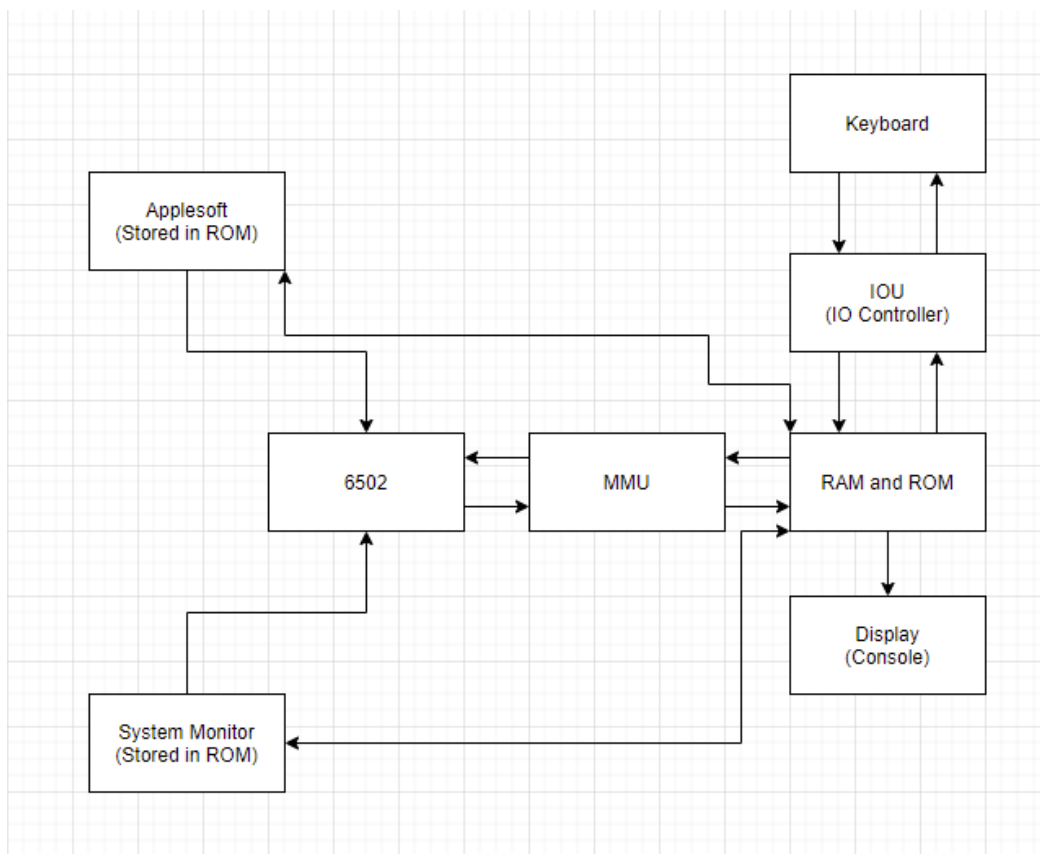 Keyboard
Applesoft
(Stored in ROM)
IOU
(IO Controller)
6502
MMU
RAM and ROM
Display
(Console)
System Monitor
(Stored in ROM)